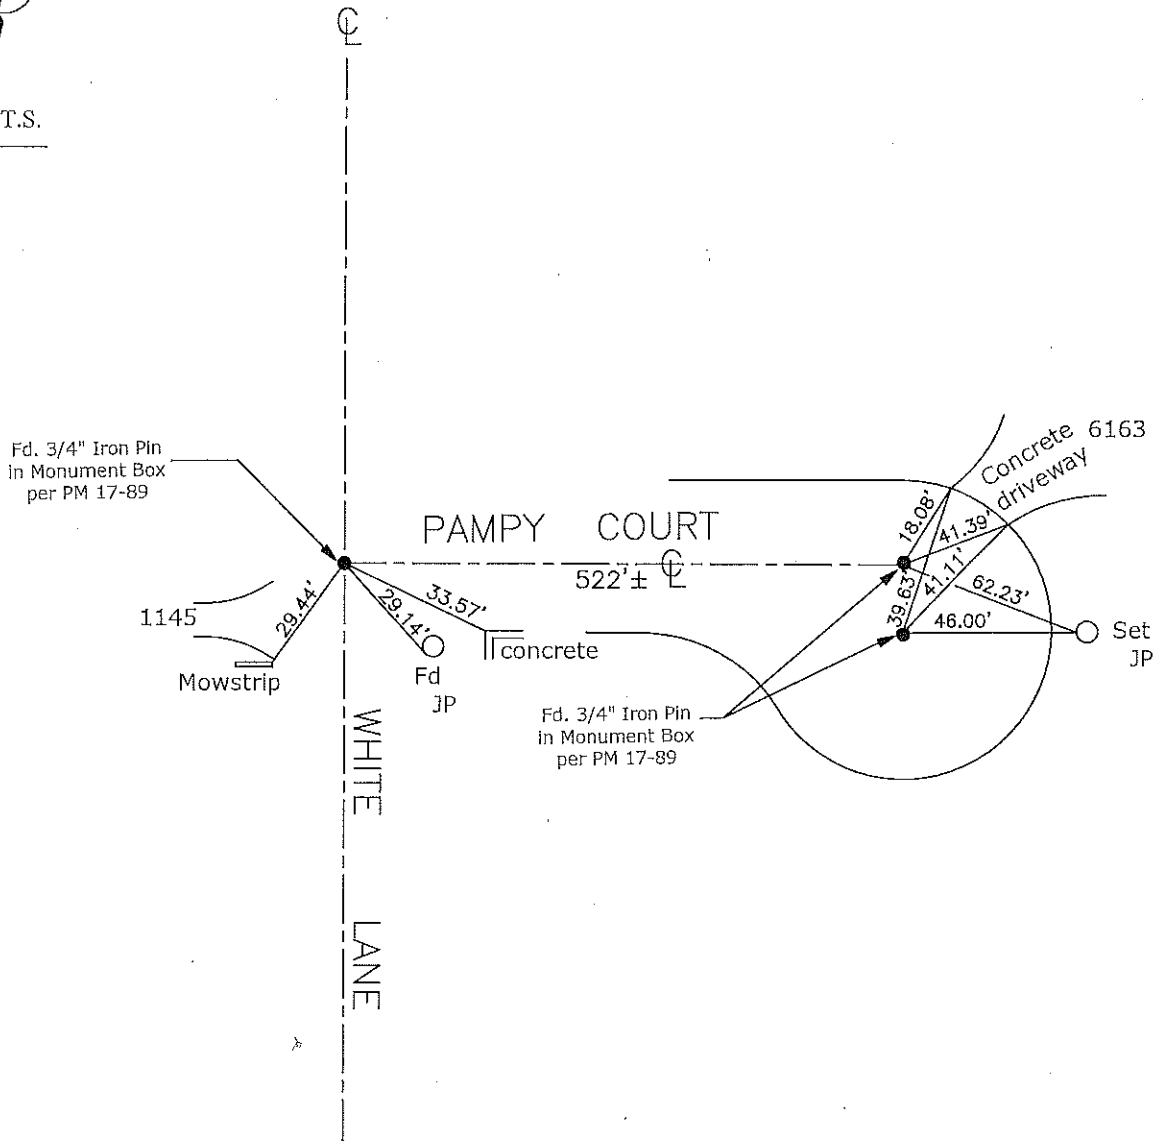 ℄
T.S.
Fd. 3/4" Iron Pin
in Monument Box
per PM 17-89
PAMPY COURT
522'± ℄
1145
29.44'
29.14'
33.57'
Mowstrip
Fd
JP
concrete
WHITE LANE
Concrete 6163
driveway
18.08'
41.39'
39.63'
41.11'
62.23'
46.00'
Set
JP
Fd. 3/4" Iron Pin
in Monument Box
per PM 17-89